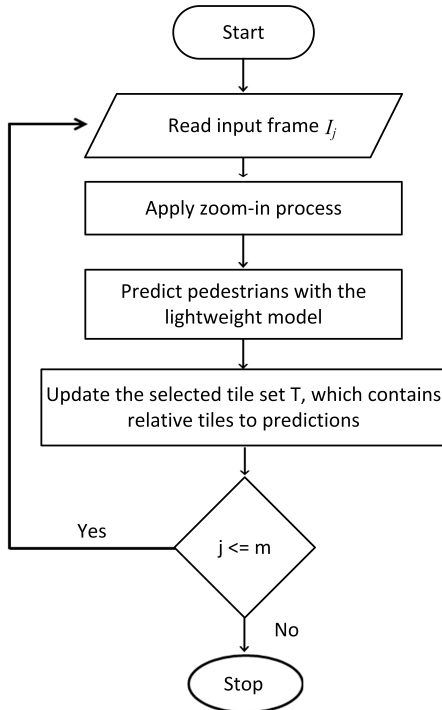 Start
Read input frame Ij
Apply zoom-in process
Predict pedestrians with the
lightweight model
Update the selected tile set T, which contains
relative tiles to predictions
Yes
j <= m
No
Stop